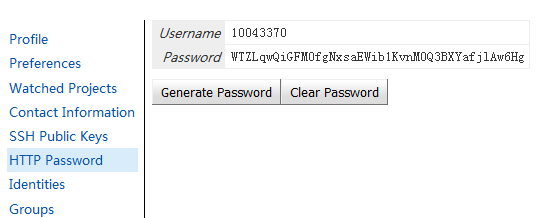 Username 10043370
Password WTZLqwQiGFMOfgNxsaEWib1KvnM0Q3BXYafjlAw6Hg
Generate Password Clear Password
Profile
Preferences
Watched Projects
Contact Information
SSH Public Keys
HTTP Password
Identities
Groups